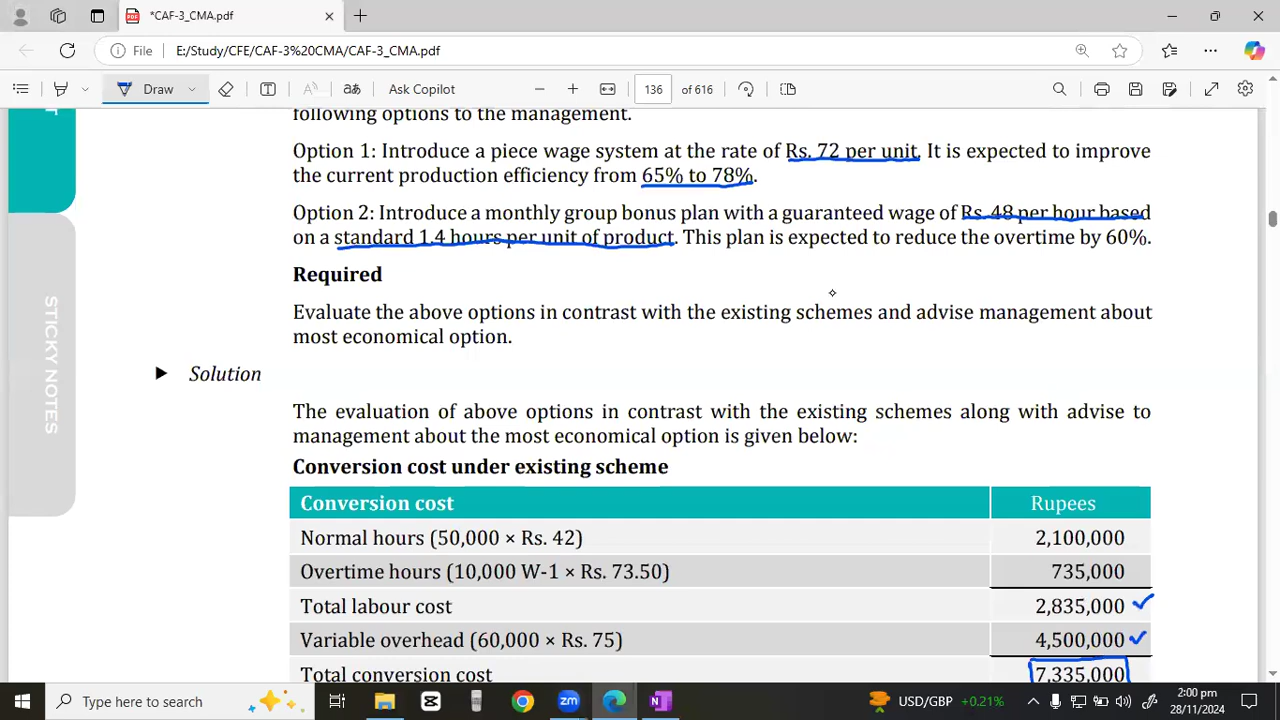 *CAF-3_CMA.pdf
File
E:/Study/CFE/CAF-3%20CMA/CAF-3_CMA.pdf
Draw
Ask Copilot
136 of 616
following options to the management.
Option 1: Introduce a piece wage system at the rate of Rs. 72 per unit. It is expected to improve
the current production efficiency from 65% to 78%.
Option 2: Introduce a monthly group bonus plan with a guaranteed wage of Rs. 48 per hour based
on a standard 1.4 hours per unit of product. This plan is expected to reduce the overtime by 60%.
Required
Evaluate the above options in contrast with the existing schemes and advise management about
most economical option.
STICKY NOTES
Solution
The evaluation of above options in contrast with the existing schemes along with advise to
management about the most economical option is given below:
Conversion cost under existing scheme
Conversion cost Rupees
Normal hours (50,000 × Rs. 42) 2,100,000
Overtime hours (10,000 W-1 × Rs. 73.50) 735,000
Total labour cost 2,835,000
Variable overhead (60,000 × Rs. 75) 4,500,000
Total conversion cost 7,335,000
Type here to search
USD/GBP +0.21%
2:00 pm
28/11/2024